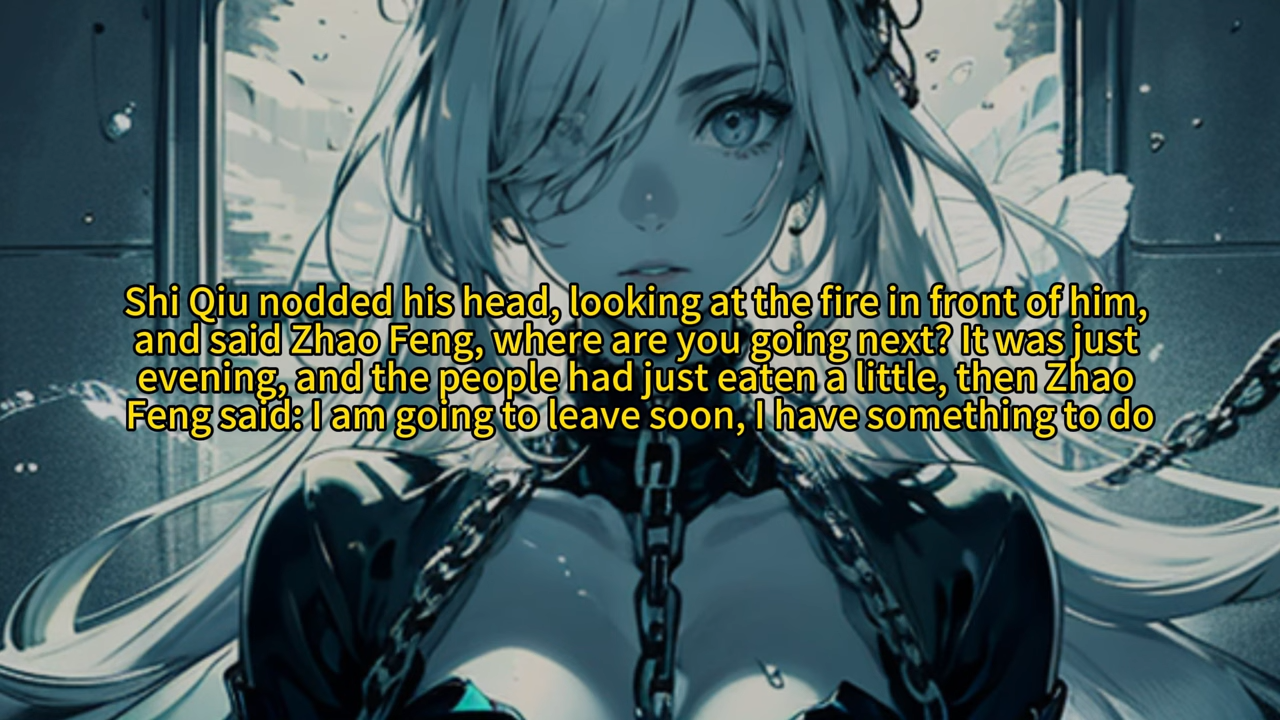 Shi Qiu nodded his head, looking at the fire in front of him,
and said Zhao Feng, where are you going next? It was just
evening, and the people had just eaten a little, then Zhao
Feng said: I am going to leave soon, I have something to do